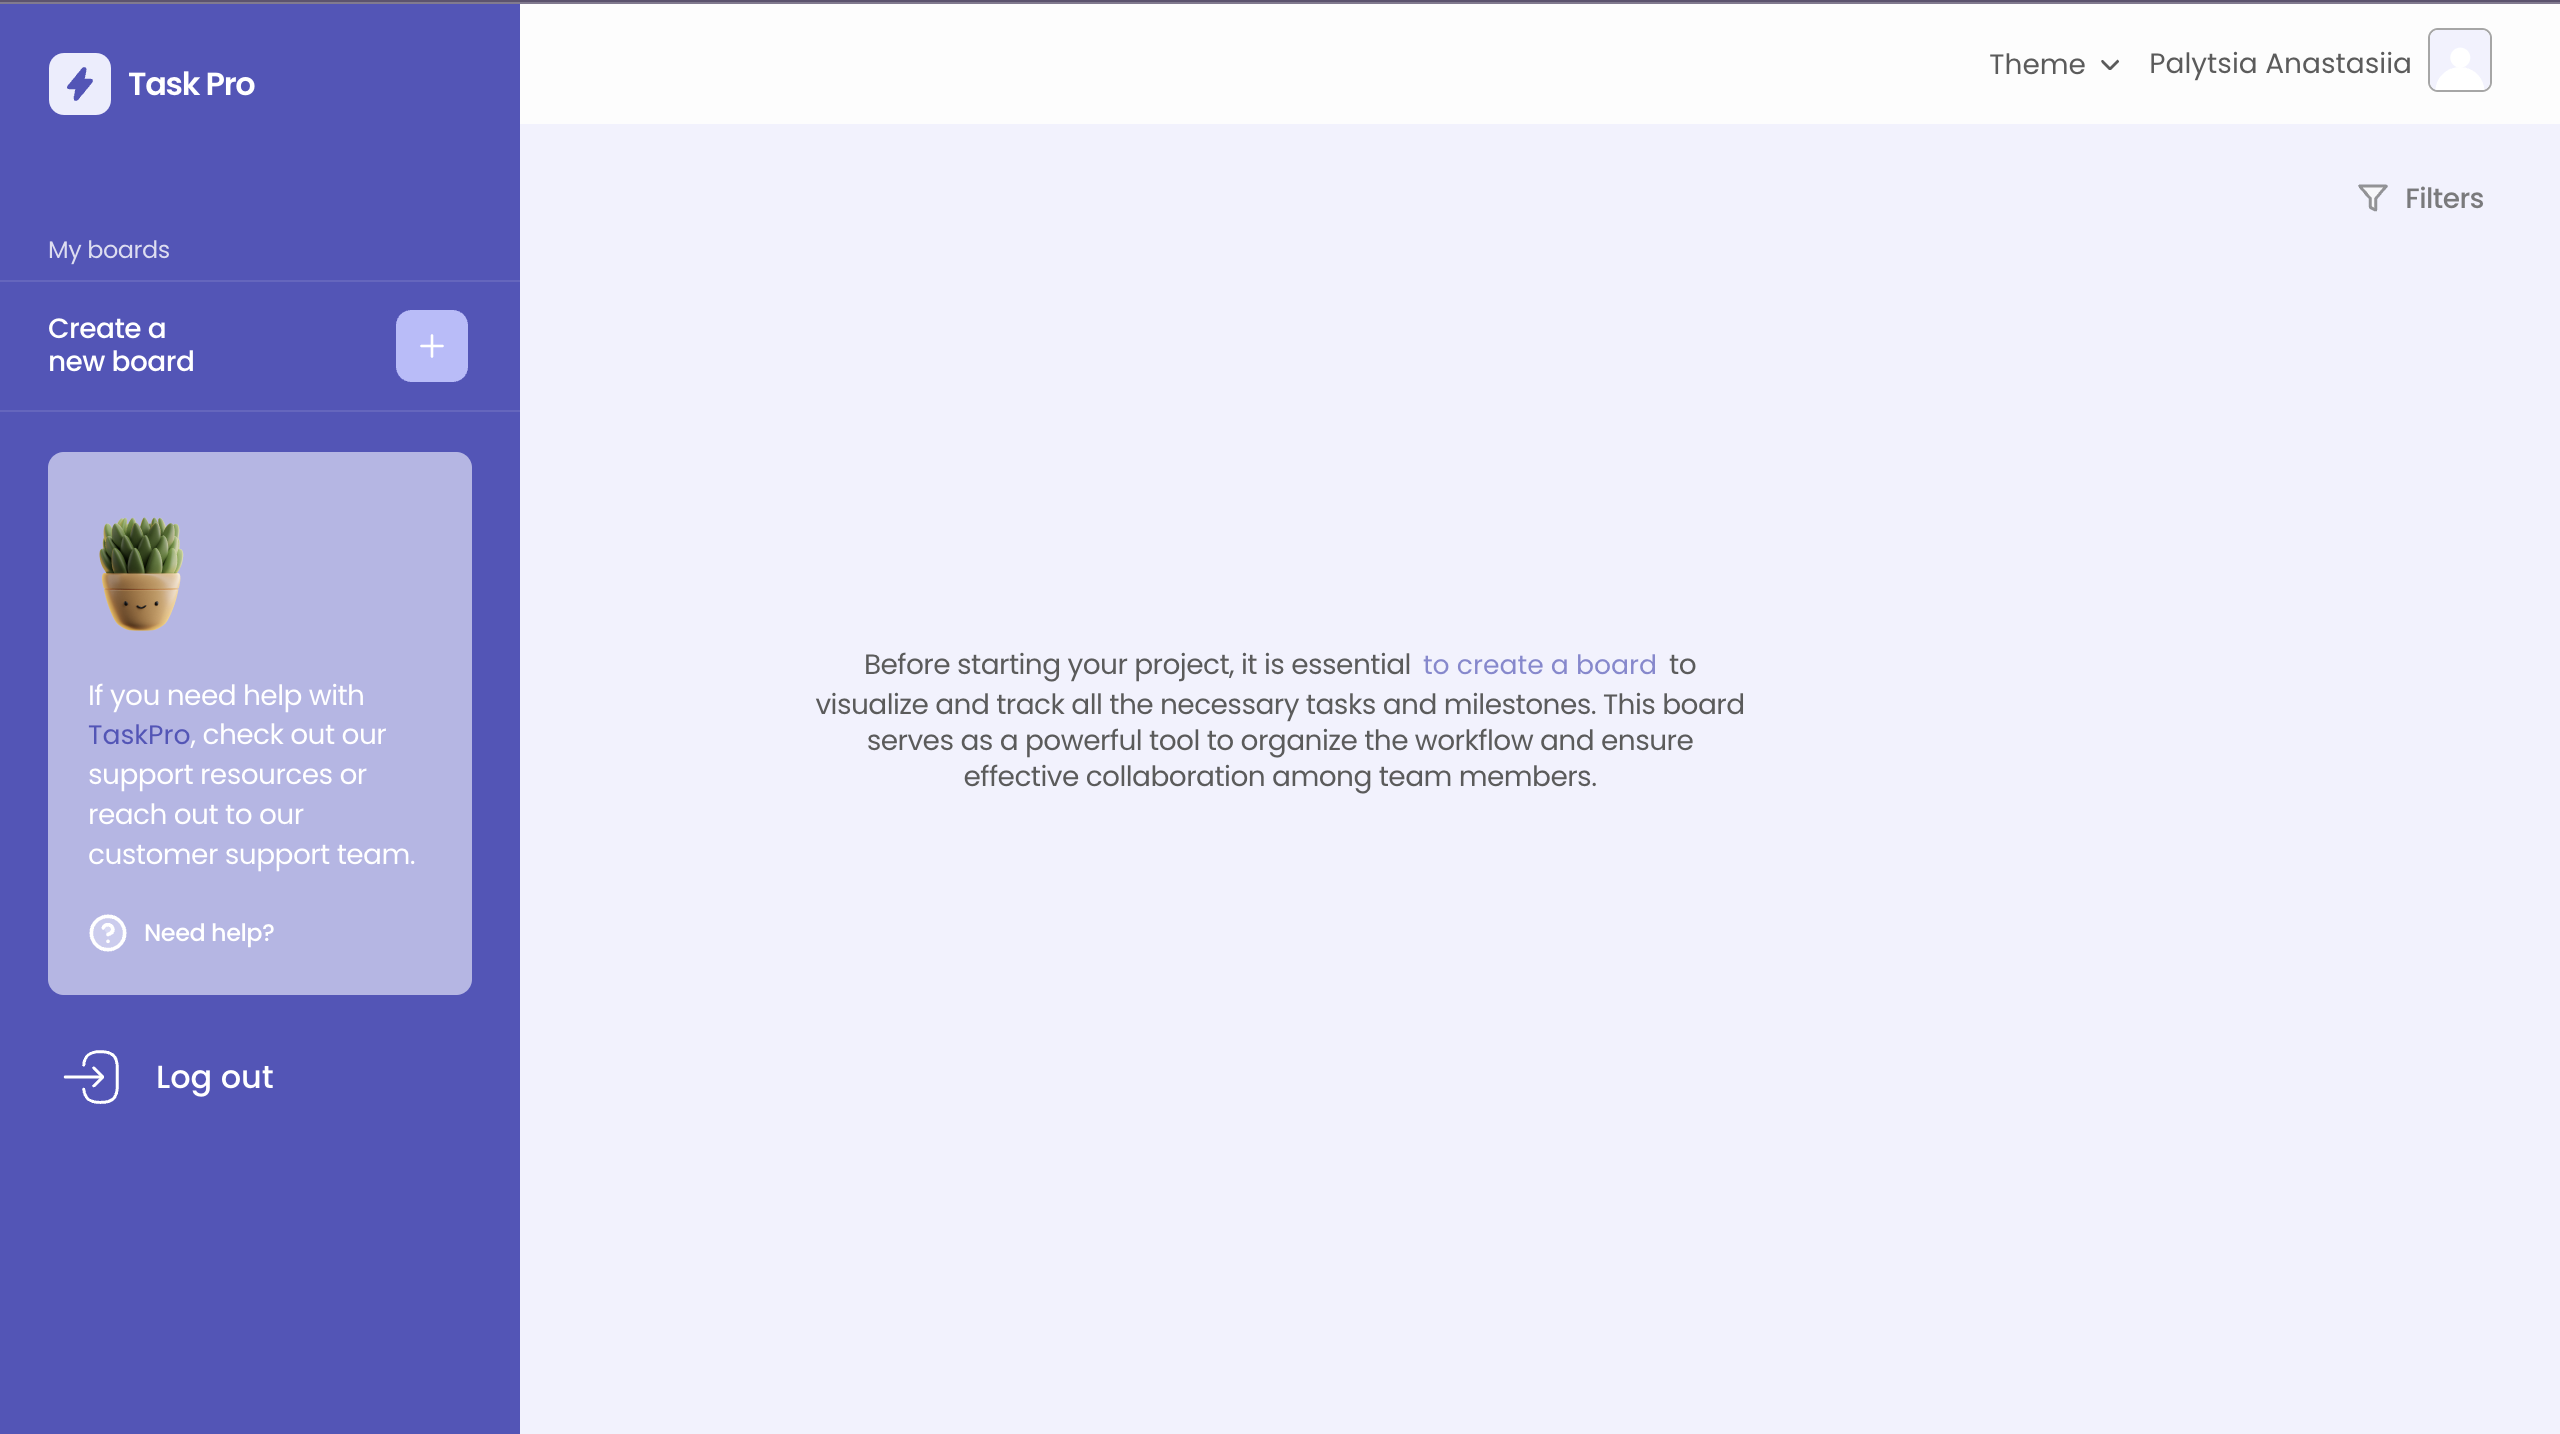 Task Pro
Theme
Palytsia Anastasiia
Filters
My boards
Create a
new board
If you need help with
TaskPro, check out our
support resources or
reach out to our
customer support team.
Need help?
Log out
Before starting your project, it is essential to create a board to
visualize and track all the necessary tasks and milestones. This board
serves as a powerful tool to organize the workflow and ensure
effective collaboration among team members.